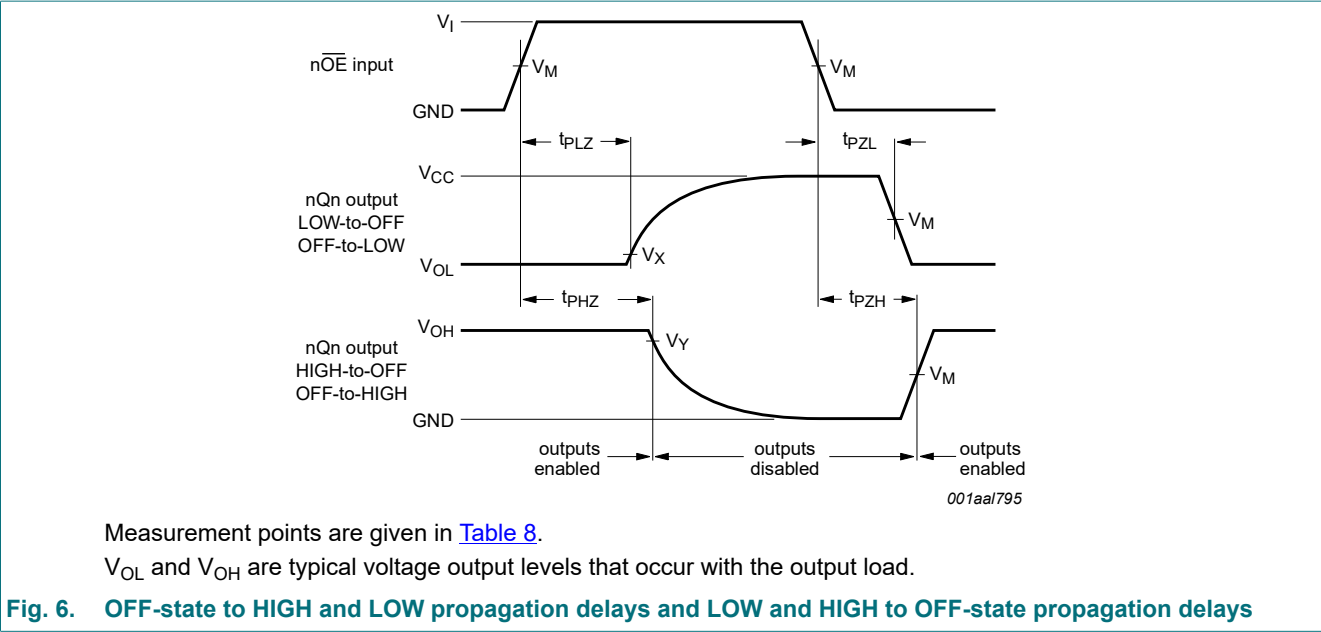 V_I
nO̅E̅ input
V_M
V_M
GND
t_PLZ
t_PZL
V_CC
nQn output
LOW-to-OFF
OFF-to-LOW
V_M
V_X
V_OL
t_PHZ
t_PZH
V_OH
nQn output
HIGH-to-OFF
OFF-to-HIGH
V_Y
V_M
GND
outputs enabled
outputs disabled
outputs enabled
001aal795
Measurement points are given in Table 8.
V_OL and V_OH are typical voltage output levels that occur with the output load.
Fig. 6. OFF-state to HIGH and LOW propagation delays and LOW and HIGH to OFF-state propagation delays